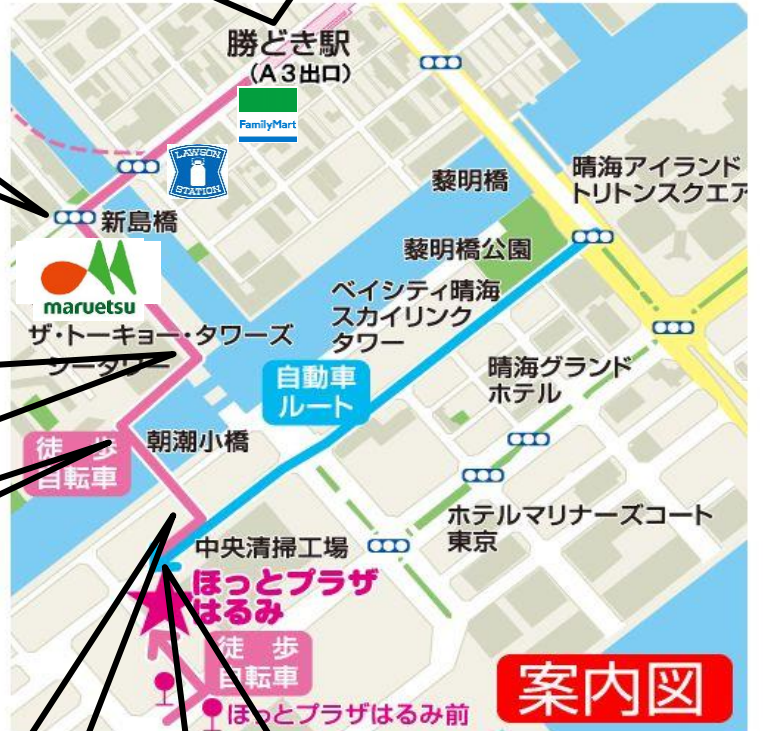 勝どき駅
(A3出口)
FamilyMart
LAWSON
STATION
新島橋
黎明橋
晴海アイランド
トリトンスクエア
黎明橋公園
maruetsu
ベイシティ晴海
スカイリンク
タワー
ザ・トーキョー・タワーズ
シータワー
自動車
ルート
晴海グランド
ホテル
徒歩
自転車
朝潮小橋
ホテルマリナーズコート
東京
中央清掃工場
ほっとプラザ
はるみ
徒歩
自転車
ほっとプラザはるみ前
案内図